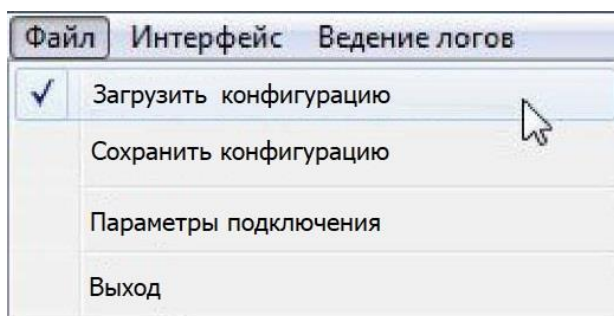 Файл Интерфейс Ведение логов
Загрузить конфигурацию
Сохранить конфигурацию
Параметры подключения
Выход